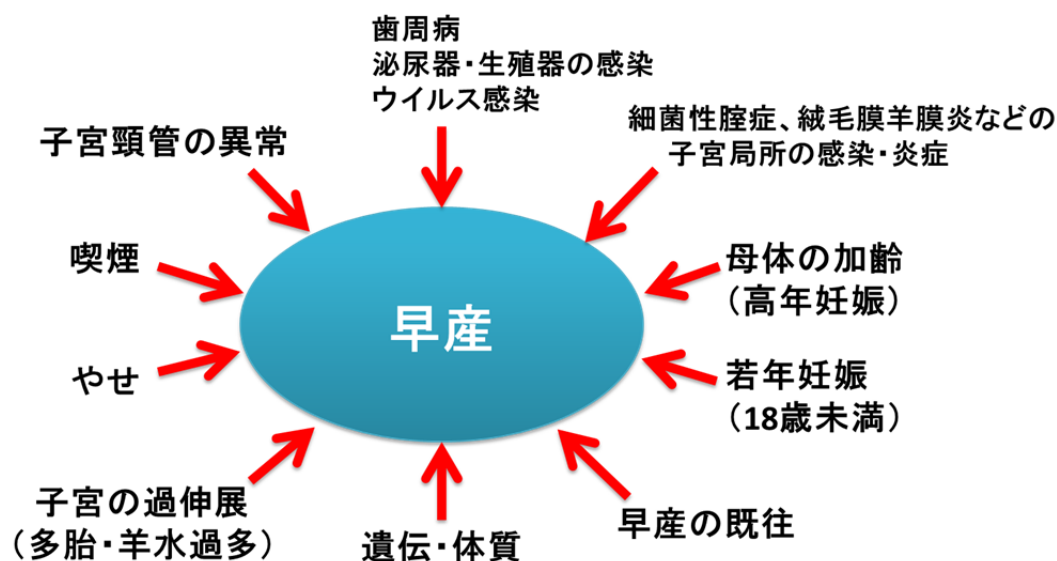 歯周病
泌尿器・生殖器の感染
ウイルス感染
細菌性腟症、絨毛膜羊膜炎などの
子宮局所の感染・炎症
子宮頸管の異常
喫煙
母体の加齢
（高年妊娠）
早産
やせ
若年妊娠
（18歳未満）
子宮の過伸展
（多胎・羊水過多）
遺伝・体質
早産の既往